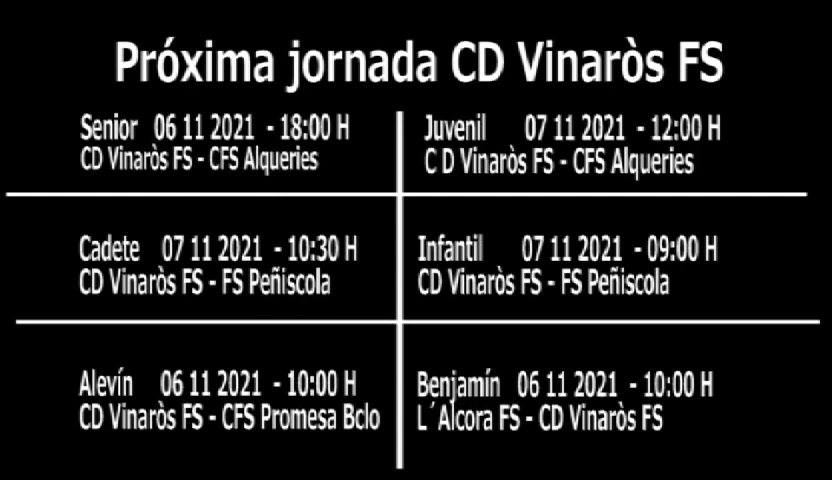 Próxima jornada CD Vinaròs FS
Senior 06 11 2021 - 18:00 H
CD Vinaròs FS - CFS Alqueries
Juvenil 07 11 2021 - 12:00 H
C D Vinaròs FS - CFS Alqueries
Cadete 07 11 2021 - 10:30 H
CD Vinaròs FS - FS Peñiscola
Infantil 07 11 2021 - 09:00 H
CD Vinaròs FS - FS Peñiscola
Alevín 06 11 2021 - 10:00 H
CD Vinaròs FS - CFS Promesa Bclo
Benjamín 06 11 2021 - 10:00 H
L´Alcora FS - CD Vinaròs FS